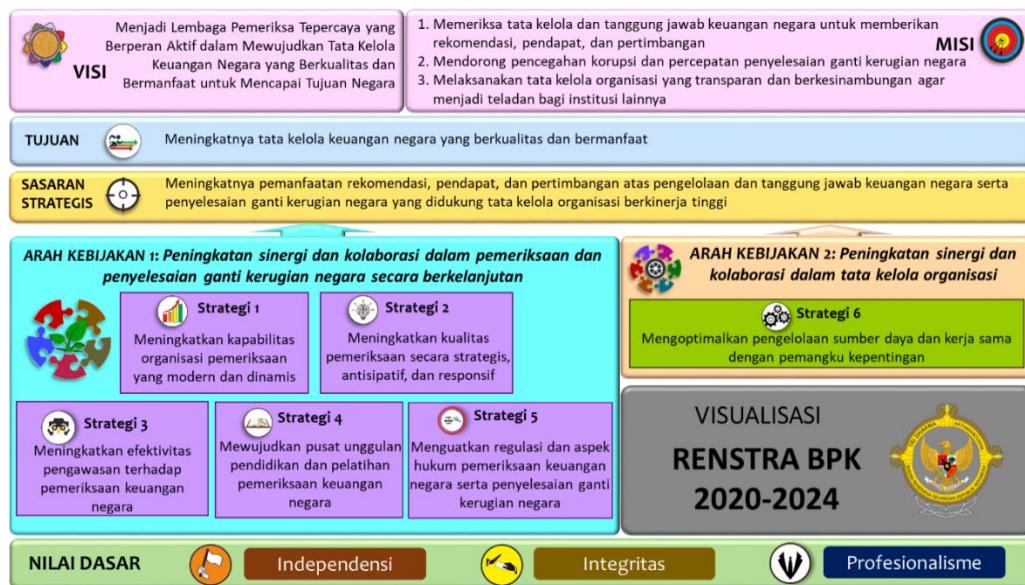 VISI
Menjadi Lembaga Pemeriksa Tepercaya yang
Berperan Aktif dalam Mewujudkan Tata Kelola
Keuangan Negara yang Berkualitas dan
Bermanfaat untuk Mencapai Tujuan Negara
MISI
1. Memeriksa tata kelola dan tanggung jawab keuangan negara untuk memberikan
rekomendasi, pendapat, dan pertimbangan
2. Mendorong pencegahan korupsi dan percepatan penyelesaian ganti kerugian negara
3. Melaksanakan tata kelola organisasi yang transparan dan berkesinambungan agar
menjadi teladan bagi institusi lainnya
TUJUAN
Meningkatnya tata kelola keuangan negara yang berkualitas dan bermanfaat
SASARAN
STRATEGIS
Meningkatnya pemanfaatan rekomendasi, pendapat, dan pertimbangan atas pengelolaan dan tanggung jawab keuangan negara serta
penyelesaian ganti kerugian negara yang didukung tata kelola organisasi berkinerja tinggi
ARAH KEBIJAKAN 1: Peningkatan sinergi dan kolaborasi dalam pemeriksaan dan
penyelesaian ganti kerugian negara secara berkelanjutan
Strategi 1
Meningkatkan kapabilitas
organisasi pemeriksaan
yang modern dan dinamis
Strategi 2
Meningkatkan kualitas
pemeriksaan secara strategis,
antisipatif, dan responsif
Strategi 3
Meningkatkan efektivitas
pengawasan terhadap
pemeriksaan keuangan
negara
Strategi 4
Mewujudkan pusat unggulan
pendidikan dan pelatihan
pemeriksaan keuangan
negara
Strategi 5
Menguatkan regulasi dan aspek
hukum pemeriksaan keuangan
negara serta penyelesaian ganti
kerugian negara
ARAH KEBIJAKAN 2: Peningkatan sinergi dan
kolaborasi dalam tata kelola organisasi
Strategi 6
Mengoptimalkan pengelolaan sumber daya dan kerja sama
dengan pemangku kepentingan
VISUALISASI
RENSTRA BPK
2020-2024
NILAI DASAR
Independensi
Integritas
Profesionalisme